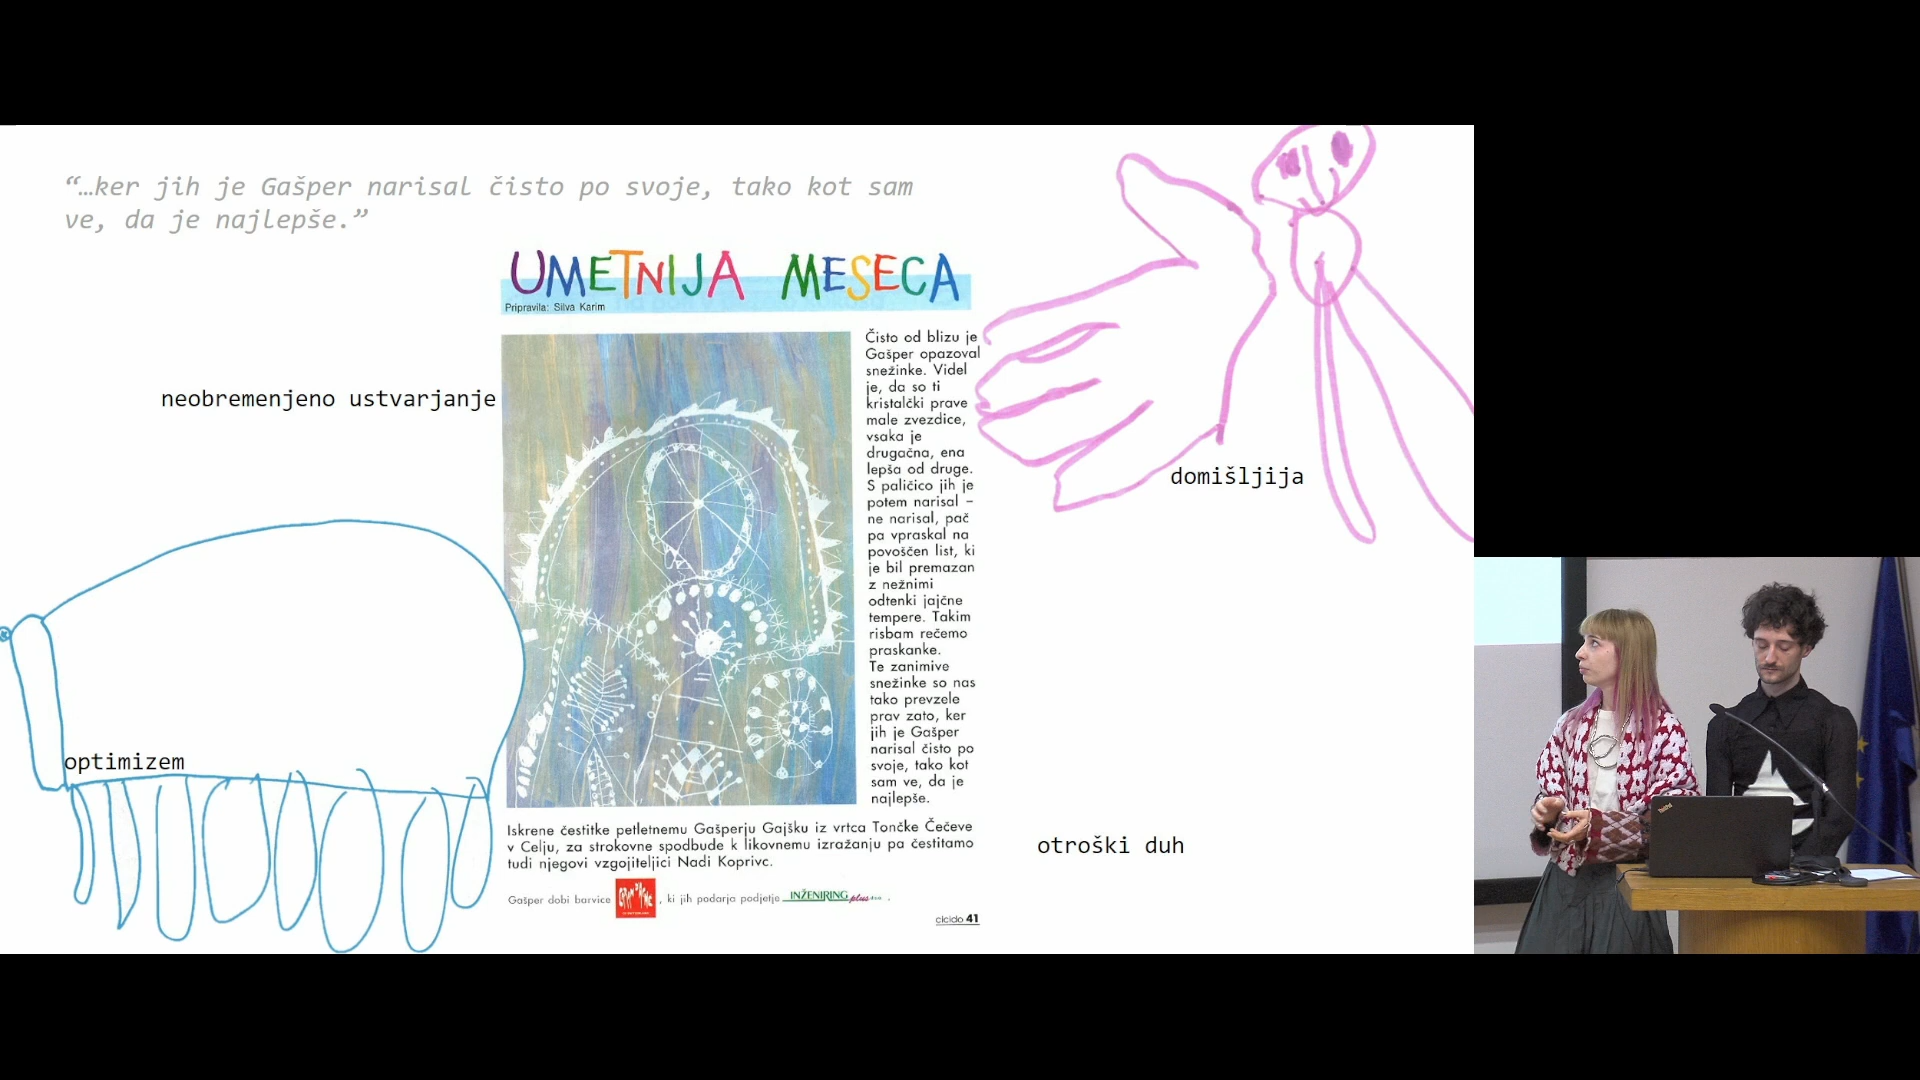 “…ker jih je Gašper narisal čisto po svoje, tako kot sam
ve, da je najlepše.”
UMETNIJA MESECA
Pripravila: Silva Karim
neobremenjeno ustvarjanje
optimizem
Čisto od blizu je
Gašper opazoval
snežinke. Videl
je, da so ti
kristalčki prave
male zvezdice,
vsaka je
drugačna, ena
lepša od druge.
S paličico jih je
potem narisal –
ne narisal, pač
pa vpraskal na
povoščen list, ki
je bil premazan
z nežnimi
odtenki jajčne
tempere. Takim
risbam rečemo
praskanke.
Te zanimive
snežinke so nas
tako prevzele
prav zato, ker
jih je Gašper
narisal čisto po
svoje, tako kot
sam ve, da je
najlepše.
Iskrene čestitke petletnemu Gašperju Gajšku iz vrtca Tončke Čečeve
v Celju, za strokovne spodbude k likovnemu izražanju pa čestitamo
tudi njegovi vzgojiteljici Nadi Koprivc.
Gašper dobi barvice CARAN D'ACHE, ki jih podarja podjetje INŽENIRING plus d.o.o.
ciciclo 41
domišljija
otroški duh
ThinkPad